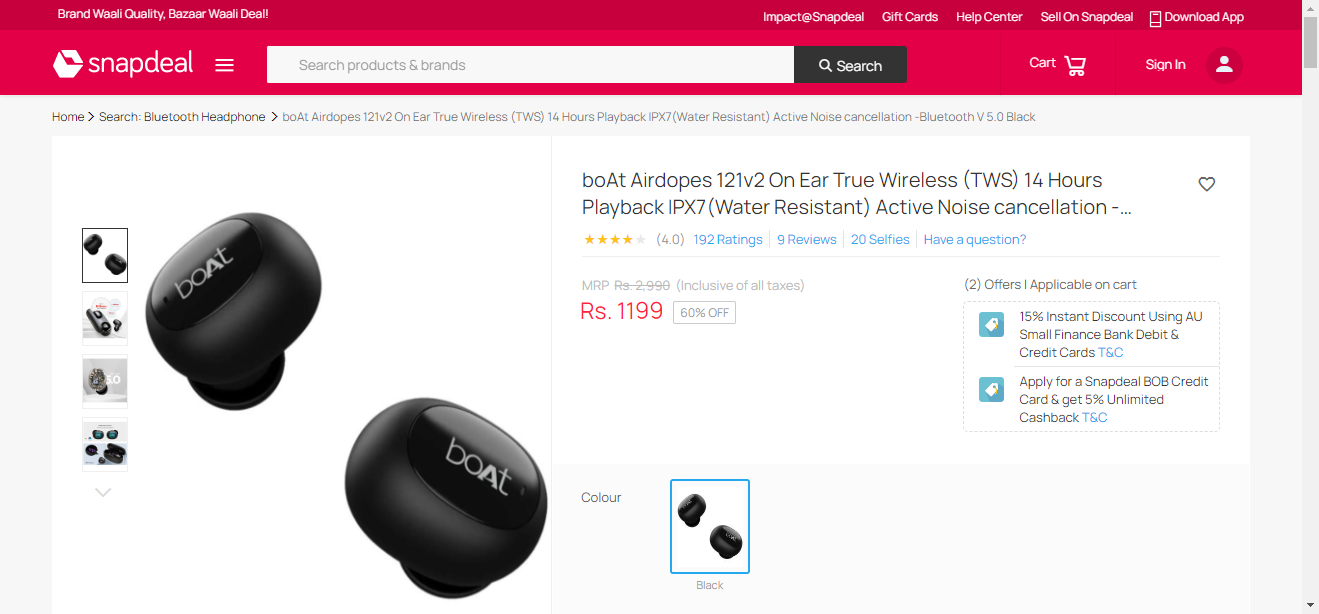 Brand Waali Quality, Bazaar Waali Deal!
Impact@Snapdeal
Gift Cards
Help Center
Sell On Snapdeal
Download App
snapdeal
Search products & brands
Search
Cart
Sign In
Home
Search: Bluetooth Headphone
boAt Airdopes 121v2 On Ear True Wireless (TWS) 14 Hours Playback IPX7(Water Resistant) Active Noise cancellation -Bluetooth V 5.0 Black
boAt
boAt
boAt Airdopes 121v2 On Ear True Wireless (TWS) 14 Hours
Playback IPX7(Water Resistant) Active Noise cancellation -...
(4.0)
192 Ratings
9 Reviews
20 Selfies
Have a question?
MRP Rs. 2,990 (Inclusive of all taxes)
Rs. 1199
60% OFF
(2) Offers | Applicable on cart
15% Instant Discount Using AU
Small Finance Bank Debit &
Credit Cards T&C
Apply for a Snapdeal BOB Credit
Card & get 5% Unlimited
Cashback T&C
Colour
Black